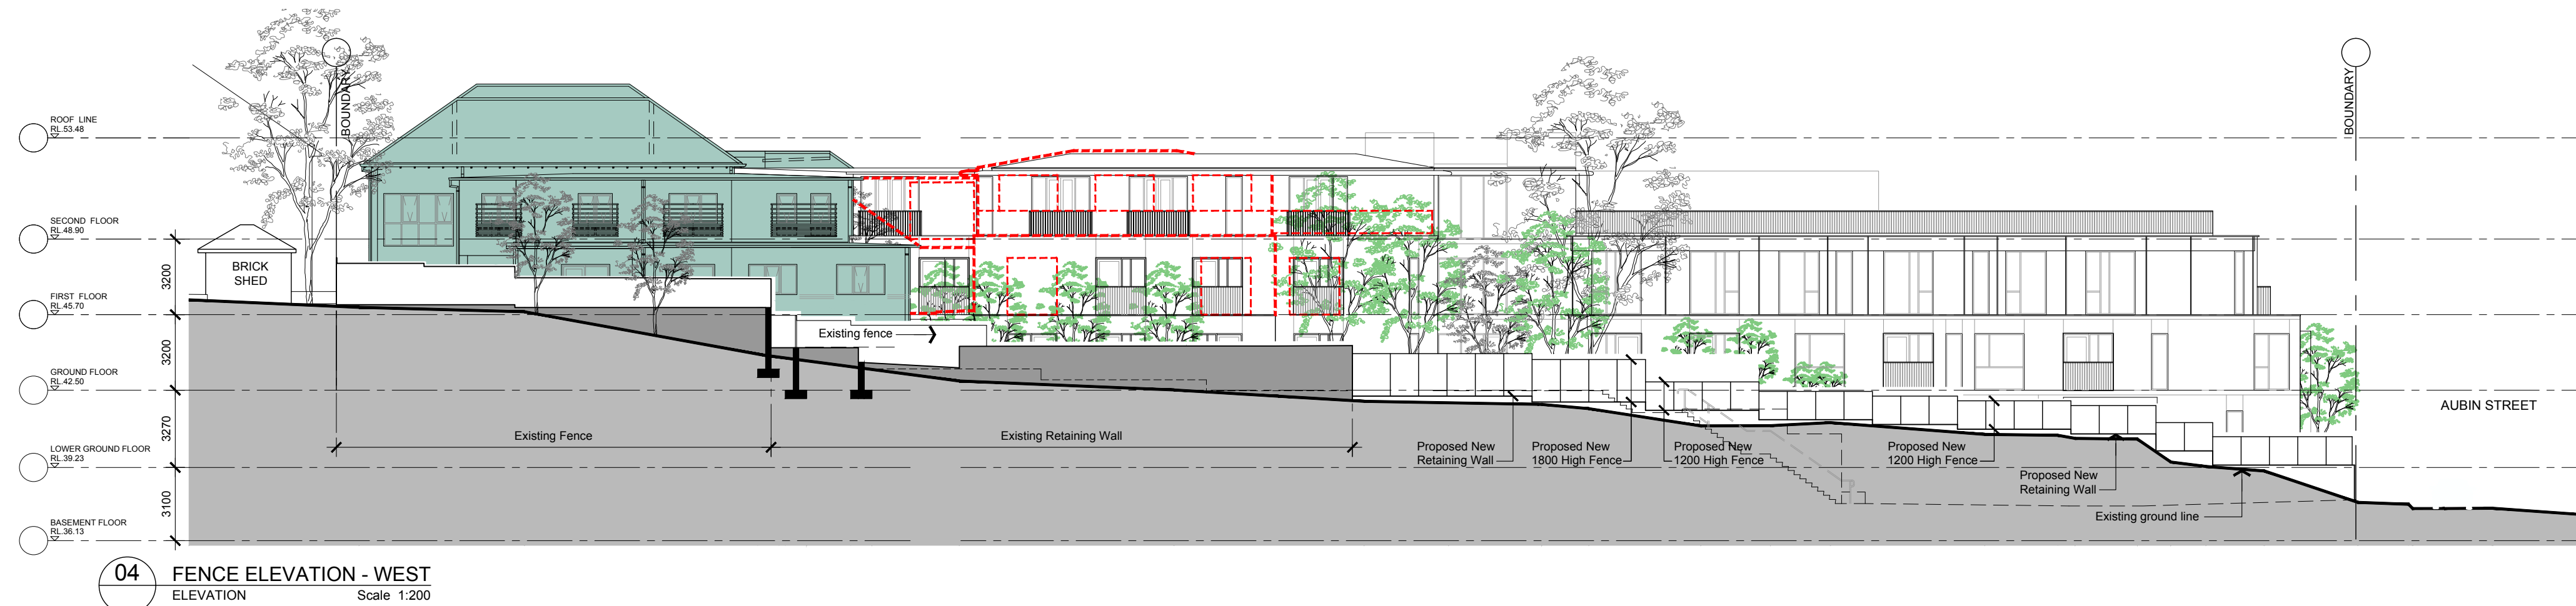 BOUNDARY
BOUNDARY
ROOF LINE
RL.53.48
SECOND FLOOR
RL.48.90
3200
BRICK
SHED
FIRST FLOOR
RL.45.70
Existing fence
3200
GROUND FLOOR
RL.42.50
AUBIN STREET
3270
Existing Fence
Existing Retaining Wall
Proposed New
Retaining Wall
Proposed New
1800 High Fence
Proposed New
1200 High Fence
Proposed New
1200 High Fence
Proposed New
Retaining Wall
LOWER GROUND FLOOR
RL.39.23
3100
Existing ground line
BASEMENT FLOOR
RL.36.13
04
FENCE ELEVATION - WEST
ELEVATION Scale 1:200